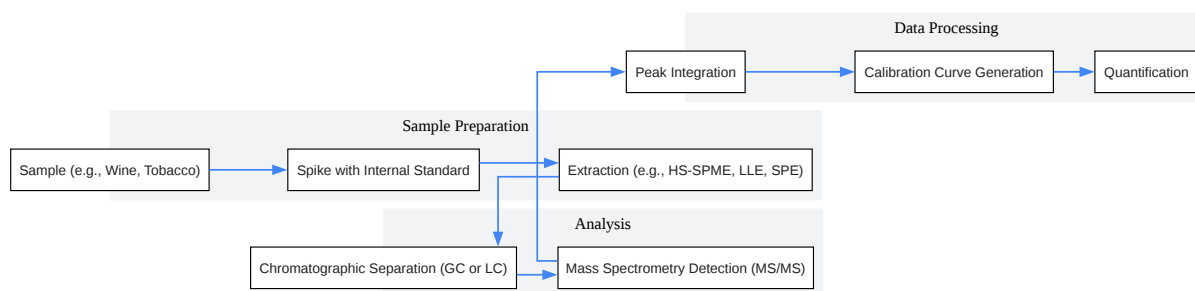 Data Processing
Peak Integration
Calibration Curve Generation
Quantification
Sample Preparation
Sample (e.g., Wine, Tobacco)
Spike with Internal Standard
Extraction (e.g., HS-SPME, LLE, SPE)
Analysis
Chromatographic Separation (GC or LC)
Mass Spectrometry Detection (MS/MS)